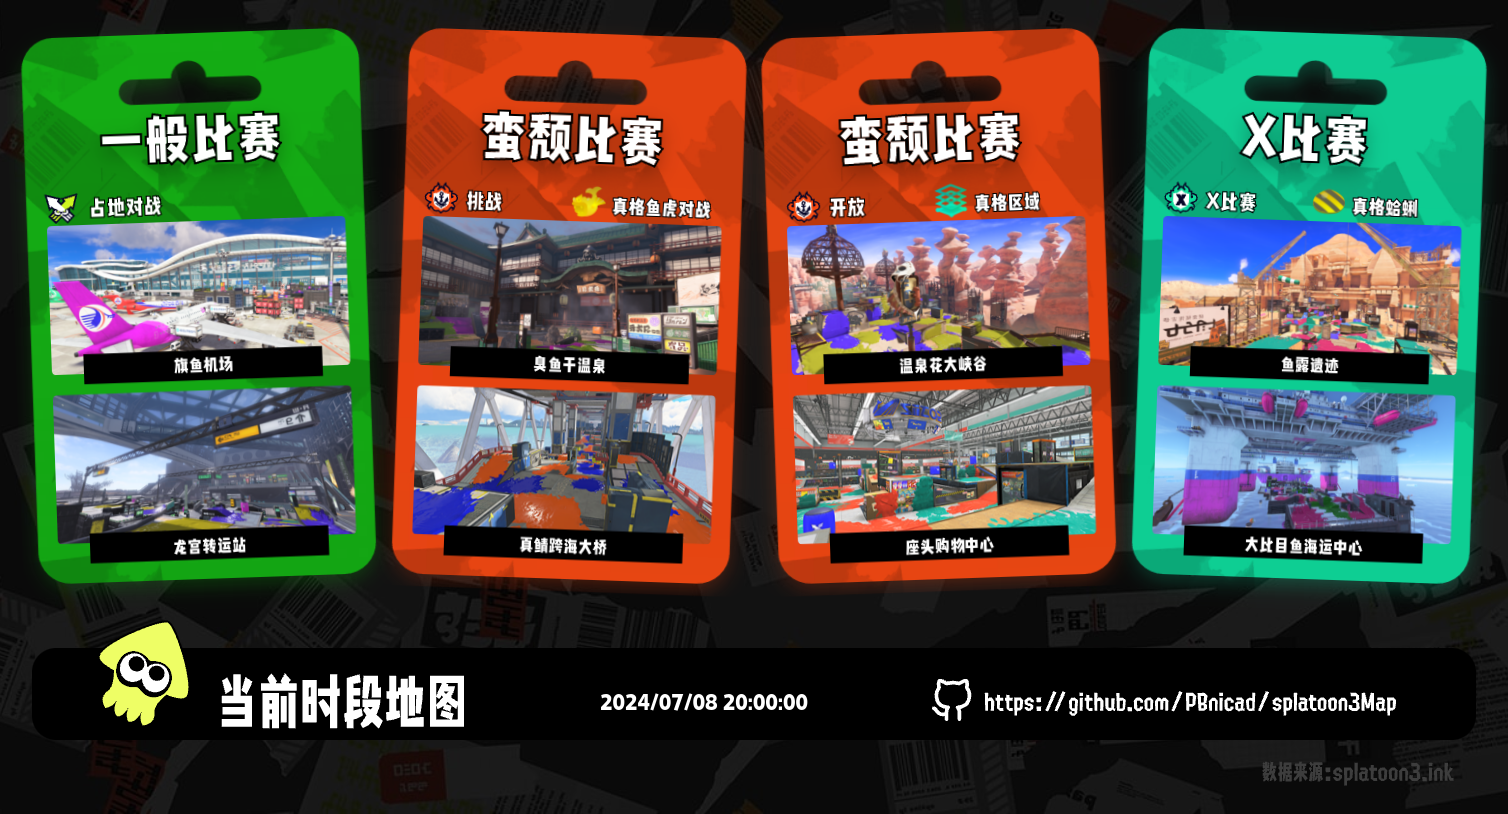 一般比赛
占地对战
旗鱼机场
龙宫转运站
蛮颓比赛
挑战
真格鱼虎对战
臭鱼干温泉
真鲷跨海大桥
蛮颓比赛
开放
真格区域
温泉花大峡谷
座头购物中心
X比赛
X比赛
真格蛤蜊
鱼露遗迹
大比目鱼海运中心
当前时段地图
2024/07/08 20:00:00
https://github.com/PBnicad/splatoon3Map
数据来源:splatoon3.ink